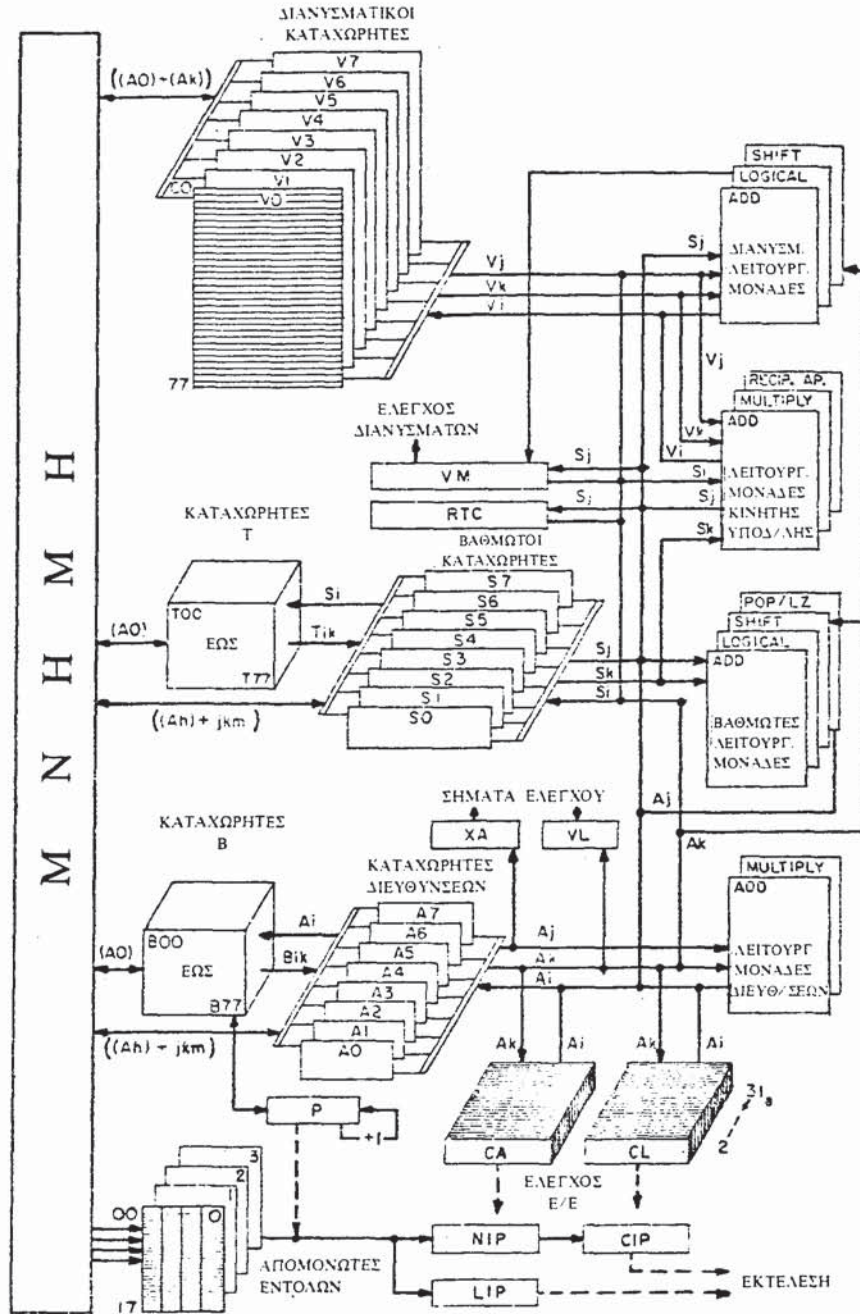 ΔΙΑΝΥΣΜΑΤΙΚΟΙ
ΚΑΤΑΧΩΡΗΤΕΣ
V7
V6
V5
V4
V3
V2
V1
V0
00
77
((A0)+(Ak))
ΜΝΗΜΗ
SHIFT
LOGICAL
ADD
ΔΙΑΝΥΣΜ.
ΛΕΙΤΟΥΡΓ.
ΜΟΝΑΔΕΣ
Sj
Vj
Vk
Vi
Vj
RECIP. AP.
MULTIPLY
ADD
ΛΕΙΤΟΥΡΓ.
ΜΟΝΑΔΕΣ
ΚΙΝΗΤΗΣ
ΥΠΟΔ/ΛΗΣ
Vk
Vi
Si
Sj
Sk
ΕΛΕΓΧΟΣ
ΔΙΑΝΥΣΜΑΤΩΝ
VM
Sj
RTC
Sj
ΚΑΤΑΧΩΡΗΤΕΣ
Τ
T00
ΕΩΣ
T77
(A0)
Si
Tik
((Ah)+jkm)
ΒΑΘΜΩΤΟΙ
ΚΑΤΑΧΩΡΗΤΕΣ
S7
S6
S5
S4
S3
S2
S1
S0
Sj
Sk
Si
POP/LZ
SHIFT
LOGICAL
ADD
ΒΑΘΜΩΤΕΣ
ΛΕΙΤΟΥΡΓ.
ΜΟΝΑΔΕΣ
ΣΗΜΑΤΑ ΕΛΕΓΧΟΥ
XA
VL
Aj
Ak
ΚΑΤΑΧΩΡΗΤΕΣ
Β
B00
ΕΩΣ
B77
(A0)
Ai
Bik
((Ah)+jkm)
ΚΑΤΑΧΩΡΗΤΕΣ
ΔΙΕΥΘΥΝΣΕΩΝ
A7
A6
A5
A4
A3
A2
A1
A0
Aj
Ak
Ai
MULTIPLY
ADD
ΛΕΙΤΟΥΡΓ
ΜΟΝΑΔΕΣ
ΔΙΕΥΘ/ΣΕΩΝ
Ak
Ai
Ak
Ai
P
+1
CA
CL
2
31₈
ΕΛΕΓΧΟΣ
Ε/Ε
3
2
1
0
00
17
ΑΠΟΜΟΝΩΤΕΣ
ΕΝΤΟΛΩΝ
NIP
CIP
LIP
ΕΚΤΕΛΕΣΗ